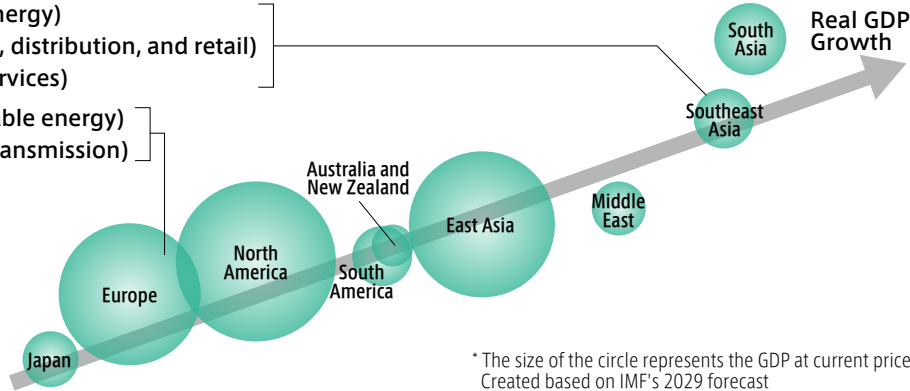 nergy)
, distribution, and retail)
rvices)
able energy)
ransmission)
Real GDP
Growth
South
Asia
Southeast
Asia
Australia and
New Zealand
Middle
East
East Asia
North
America
South
America
Europe
Japan
* The size of the circle represents the GDP at current price
Created based on IMF's 2029 forecast